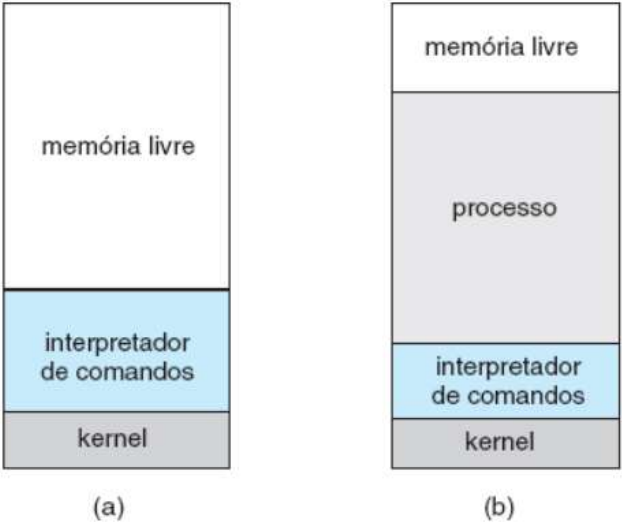 memória livre
interpretador
de comandos
kernel
(a)
memória livre
processo
interpretador
de comandos
kernel
(b)